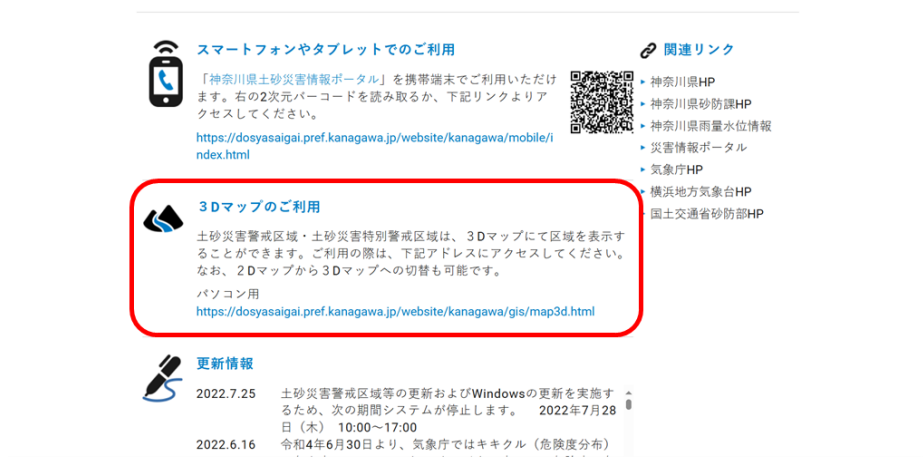 スマートフォンやタブレットでのご利用
「神奈川県土砂災害情報ポータル」を携帯端末でご利用いただけ
ます。右の2次元バーコードを読み取るか、下記リンクよりア
クセスしてください。
https://dosyasaigai.pref.kanagawa.jp/website/kanagawa/mobile/i
ndex.html
関連リンク
神奈川県HP
神奈川県砂防課HP
神奈川県雨量水位情報
災害情報ポータル
気象庁HP
横浜地方気象台HP
国土交通省砂防部HP
３Dマップのご利用
土砂災害警戒区域・土砂災害特別警戒区域は、３Dマップにて区域を表示す
ることができます。ご利用の際は、下記アドレスにアクセスしてください。
なお、２Dマップから３Dマップへの切替も可能です。
パソコン用
https://dosyasaigai.pref.kanagawa.jp/website/kanagawa/gis/map3d.html
更新情報
2022.7.25 土砂災害警戒区域等の更新およびWindowsの更新を実施す
るため、次の期間システムが停止します。 2022年7月28
日（木） 10:00～17:00
2022.6.16 令和4年6月30日より、気象庁ではキキクル（危険度分布）